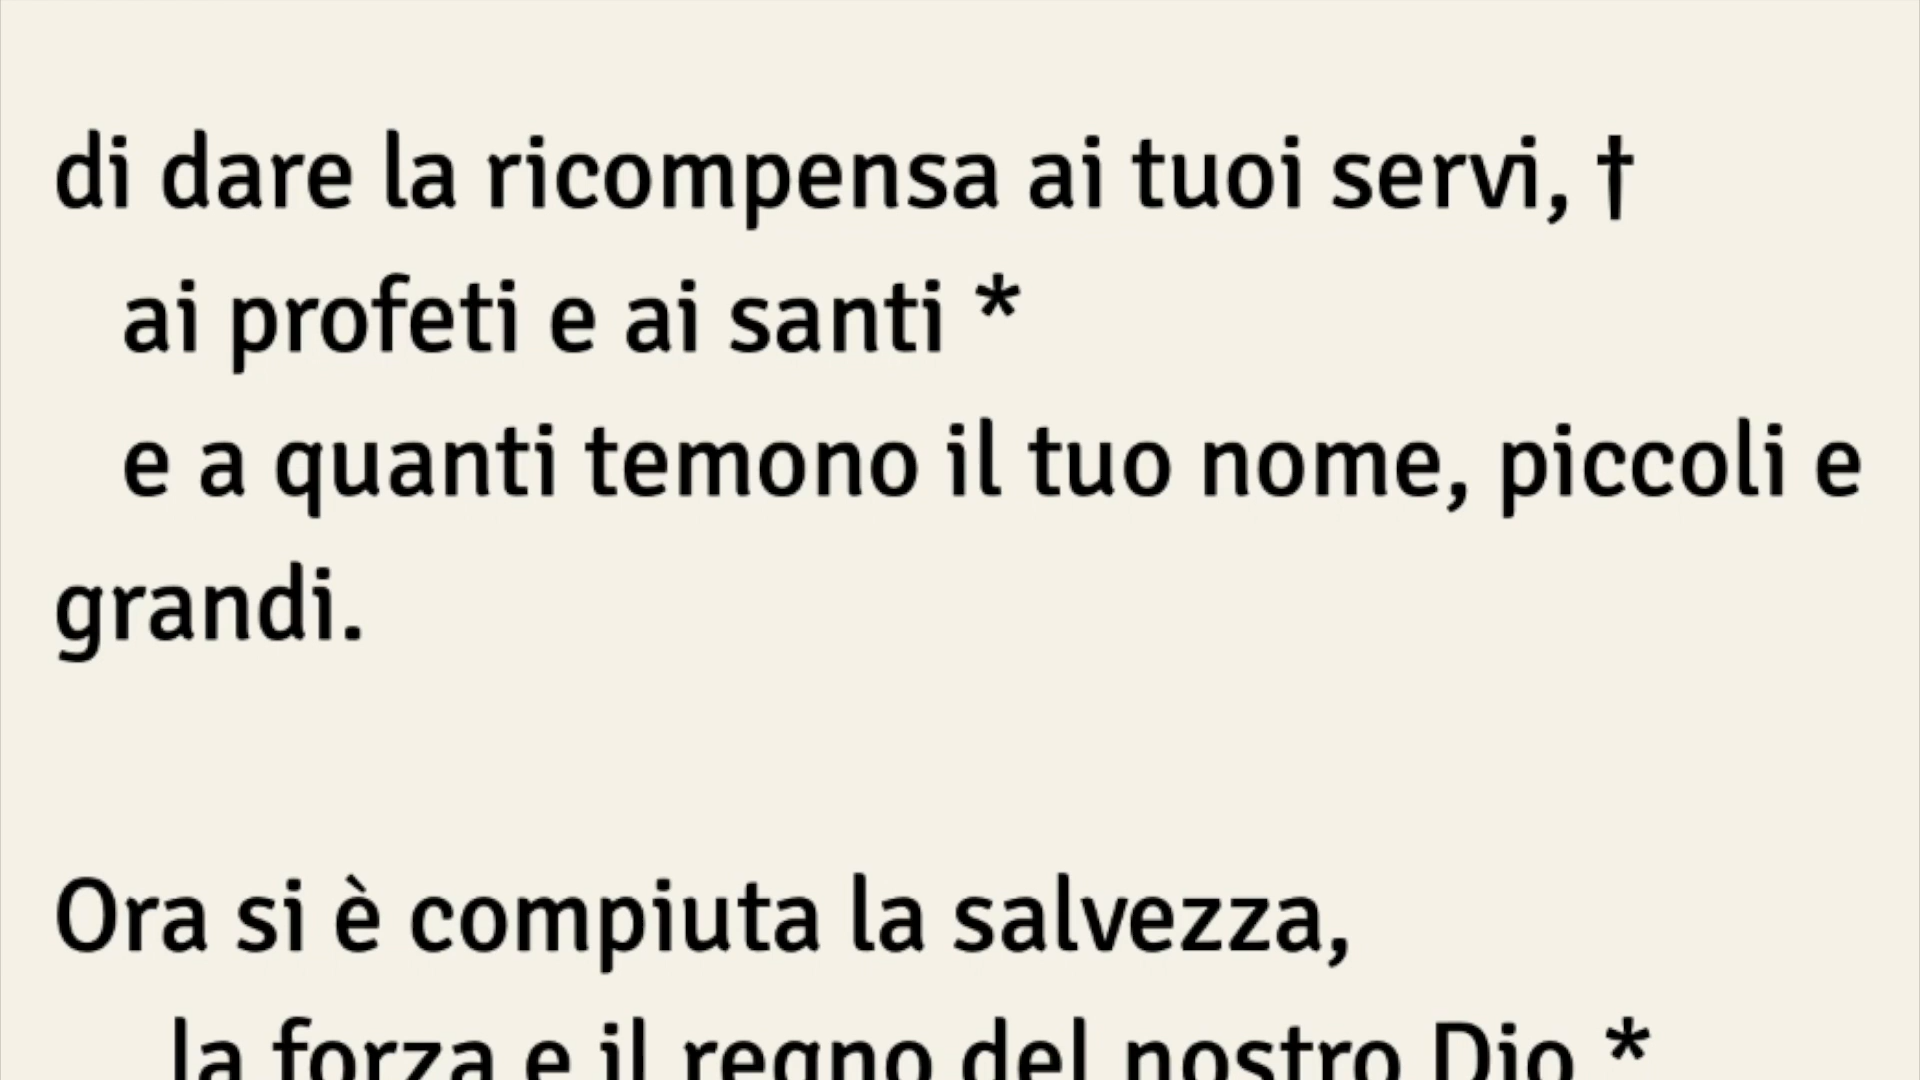 di dare la ricompensa ai tuoi servi, †
ai profeti e ai santi *
e a quanti temono il tuo nome, piccoli e
grandi.
Ora si è compiuta la salvezza,
la forza e il regno del nostro Dio *